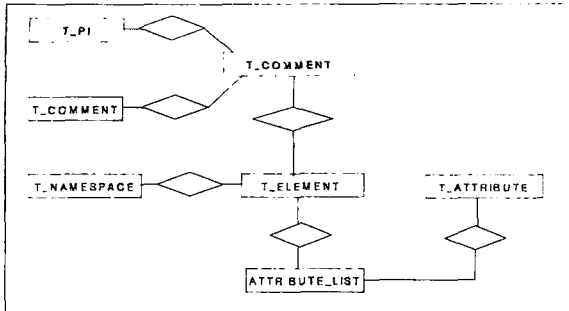 T_PI
T_COMMENT
T_COMMENT
T_NAMESPACE
T_ELEMENT
T_ATTRIBUTE
ATTR BUTE_LIST